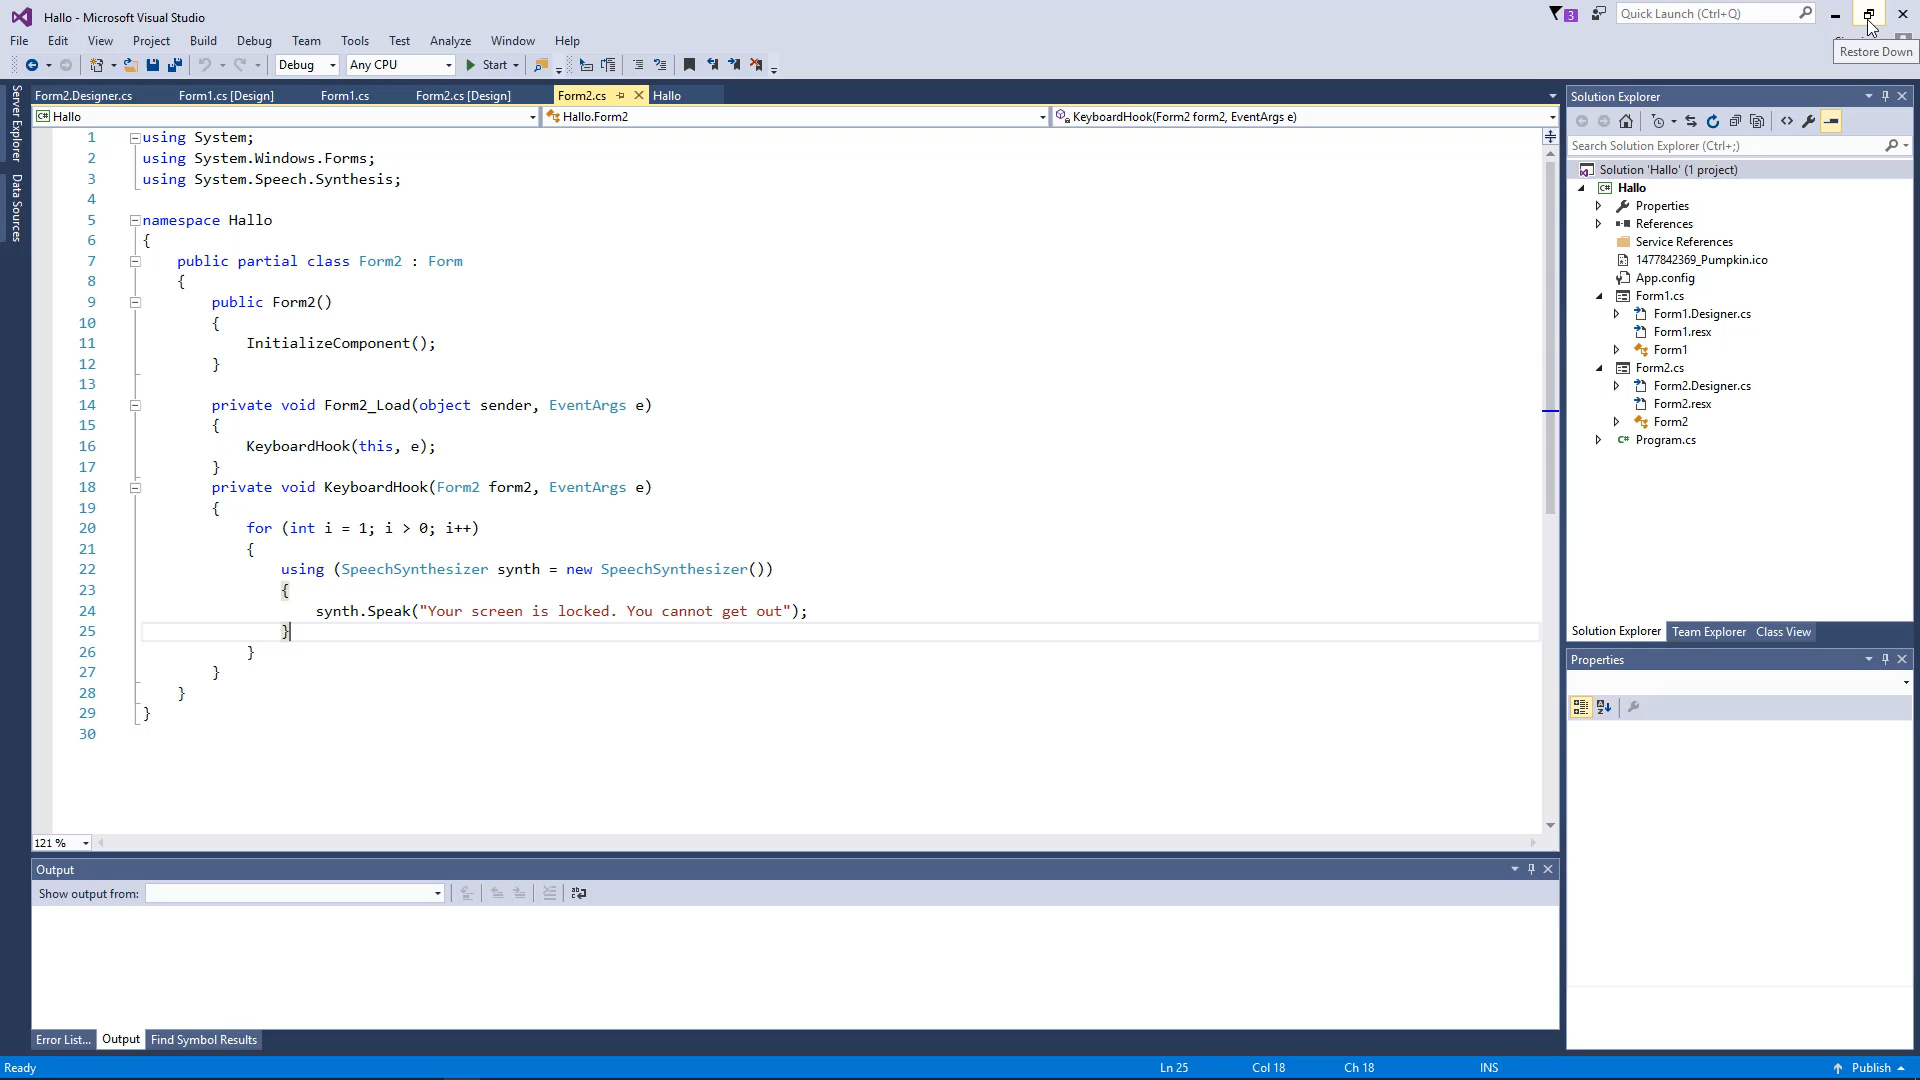 Hallo - Microsoft Visual Studio
3
Quick Launch (Ctrl+Q)
File Edit View Project Build Debug Team Tools Test Analyze Window Help
Restore Down
Debug Any CPU Start
Server Explorer
Data Sources
Form2.Designer.cs Form1.cs [Design] Form1.cs Form2.cs [Design] Form2.cs Hallo
Hallo Hallo.Form2 KeyboardHook(Form2 form2, EventArgs e)
1 using System;
2 using System.Windows.Forms;
3 using System.Speech.Synthesis;
4
5 namespace Hallo
6 {
7 public partial class Form2 : Form
8 {
9 public Form2()
10 {
11 InitializeComponent();
12 }
13
14 private void Form2_Load(object sender, EventArgs e)
15 {
16 KeyboardHook(this, e);
17 }
18 private void KeyboardHook(Form2 form2, EventArgs e)
19 {
20 for (int i = 1; i > 0; i++)
21 {
22 using (SpeechSynthesizer synth = new SpeechSynthesizer())
23 {
24 synth.Speak("Your screen is locked. You cannot get out");
25 }
26 }
27 }
28 }
29 }
30
121 %
Output
Show output from:
Error List... Output Find Symbol Results
Solution Explorer
Search Solution Explorer (Ctrl+;)
Solution 'Hallo' (1 project)
C# Hallo
Properties
References
Service References
1477842369_Pumpkin.ico
App.config
Form1.cs
Form1.Designer.cs
Form1.resx
Form1
Form2.cs
Form2.Designer.cs
Form2.resx
Form2
C# Program.cs
Solution Explorer Team Explorer Class View
Properties
Ready Ln 25 Col 18 Ch 18 INS Publish